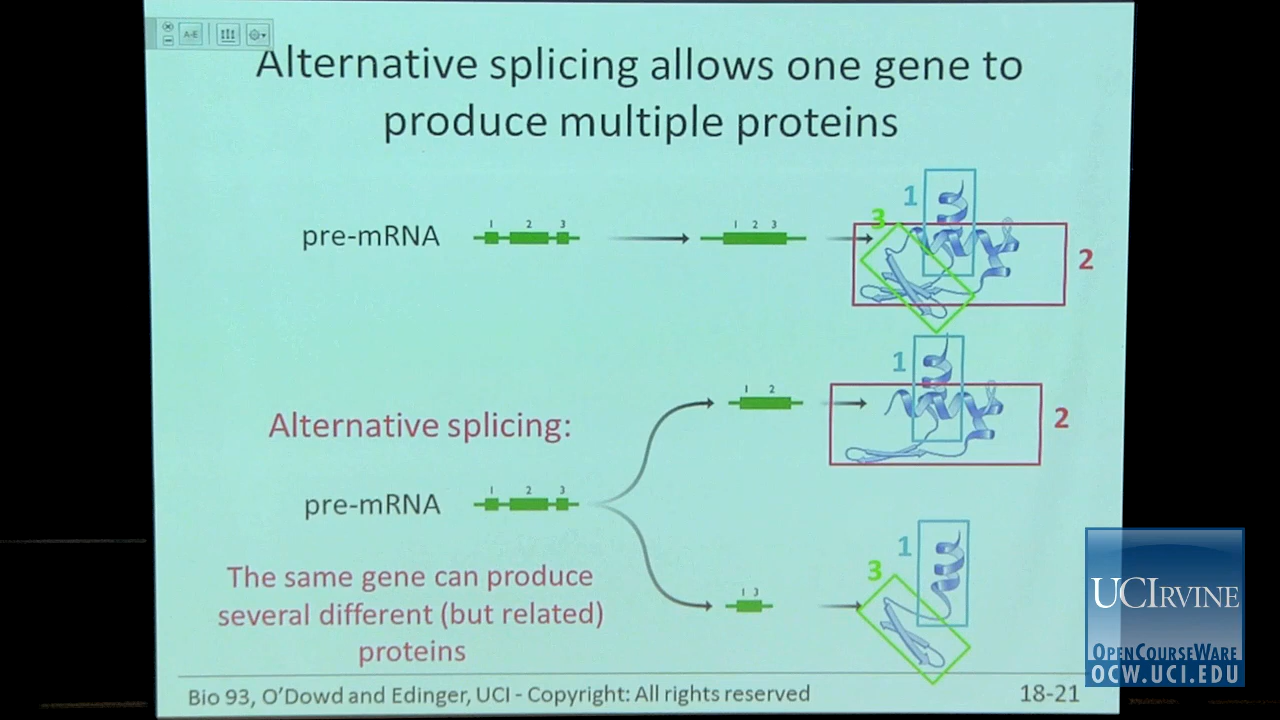 A-E
Alternative splicing allows one gene to
produce multiple proteins
pre-mRNA
1 2 3
1 2 3
1
3
2
Alternative splicing:
1 2
1
2
pre-mRNA
1 2 3
The same gene can produce
several different (but related)
proteins
1 3
1
3
Bio 93, O'Dowd and Edinger, UCI - Copyright: All rights reserved
18-21
UCIRVINE
OPENCOURSEWARE
OCW.UCI.EDU